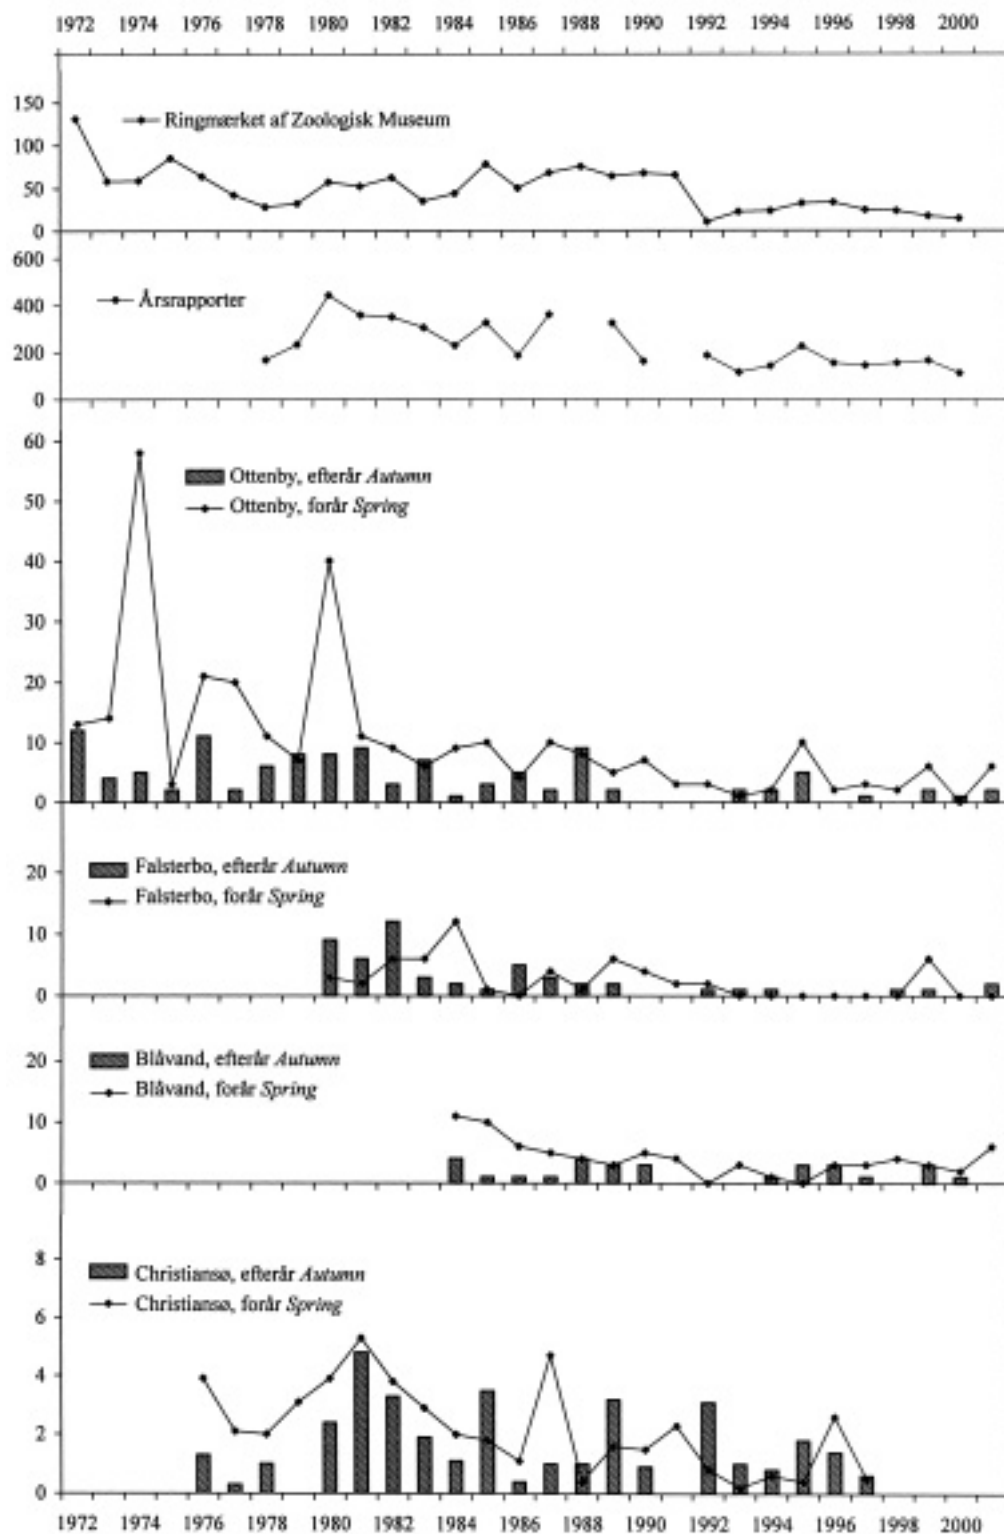 1972 1974 1976 1978 1980 1982 1984 1986 1988 1990 1992 1994 1996 1998 2000
150
Ringmærket af Zoologisk Museum
100
50
0
600
400
Årsrapporter
200
0
60
Ottenby, efterår Autumn
50
Ottenby, forår Spring
40
30
20
10
0
Falsterbo, efterår Autumn
20
Falsterbo, forår Spring
10
0
Blåvand, efterår Autumn
20
Blåvand, forår Spring
10
0
8
Christiansø, efterår Autumn
Christiansø, forår Spring
6
4
2
0
1972 1974 1976 1978 1980 1982 1984 1986 1988 1990 1992 1994 1996 1998 2000